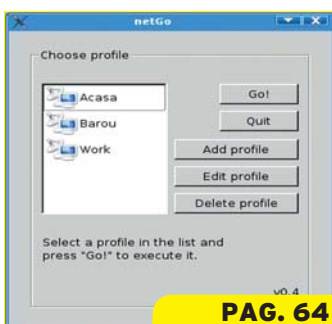 netGo
Choose profile
Acasa
Barou
Work
Go!
Quit
Add profile
Edit profile
Delete profile
Select a profile in the list and
press "Go!" to execute it.
v0.4
PAG. 64